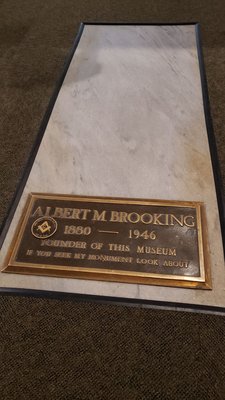 ALBERT M BROOKING
1880 — 1946
FOUNDER OF THIS MUSEUM
IF YOU SEEK MY MONUMENT LOOK ABOUT